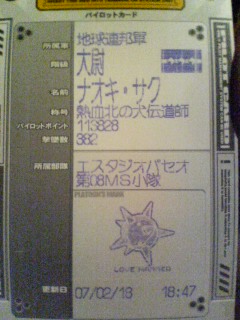 パイロットカード
所属軍 地球連邦軍
階級 大尉
名前 ナオキ・サク
称号 熱血北の犬伝道師
パイロットポイント 113828
撃墜数 382
所属部隊 エスタジオパセオ
第08MS小隊
PLATOON'S MARK
LOVE HAPPIED
更新日 07/02/18 18:47